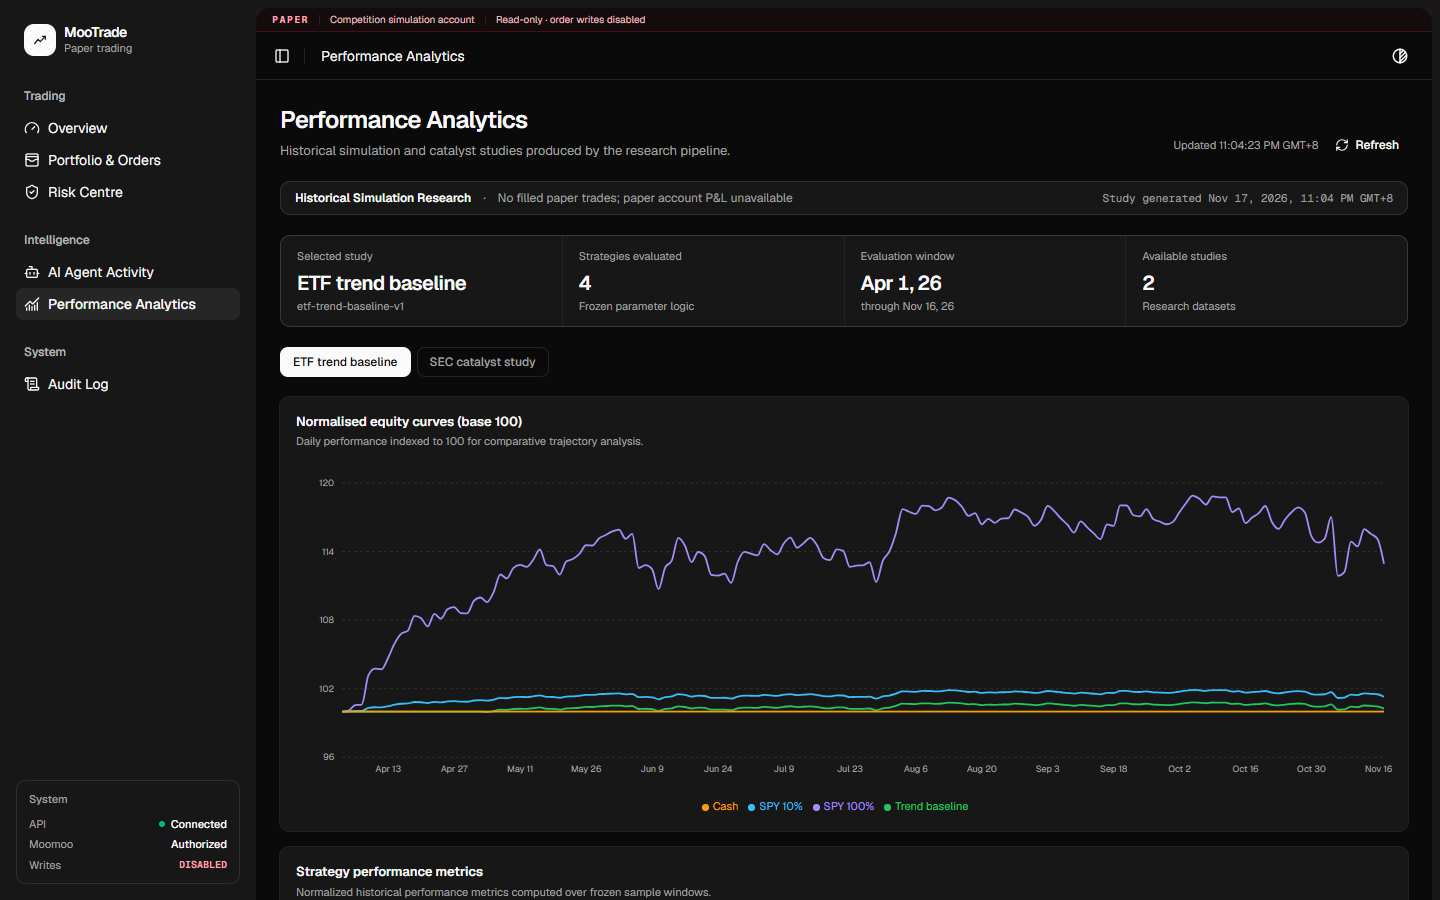 MooTrade
Paper trading
Trading
Overview
Portfolio & Orders
Risk Centre
Intelligence
AI Agent Activity
Performance Analytics
System
Audit Log
System
API Connected
Moomoo Authorized
Writes DISABLED
PAPER Competition simulation account Read-only · order writes disabled
Performance Analytics
Performance Analytics
Historical simulation and catalyst studies produced by the research pipeline.
Updated 11:04:23 PM GMT+8 Refresh
Historical Simulation Research · No filled paper trades; paper account P&L unavailable Study generated Nov 17, 2026, 11:04 PM GMT+8
Selected study
ETF trend baseline
etf-trend-baseline-v1
Strategies evaluated
4
Frozen parameter logic
Evaluation window
Apr 1, 26
through Nov 16, 26
Available studies
2
Research datasets
ETF trend baseline SEC catalyst study
Normalised equity curves (base 100)
Daily performance indexed to 100 for comparative trajectory analysis.
120
114
108
102
96
Apr 13 Apr 27 May 11 May 26 Jun 9 Jun 24 Jul 9 Jul 23 Aug 6 Aug 20 Sep 3 Sep 18 Oct 2 Oct 16 Oct 30 Nov 16
Cash SPY 10% SPY 100% Trend baseline
Strategy performance metrics
Normalized historical performance metrics computed over frozen sample windows.